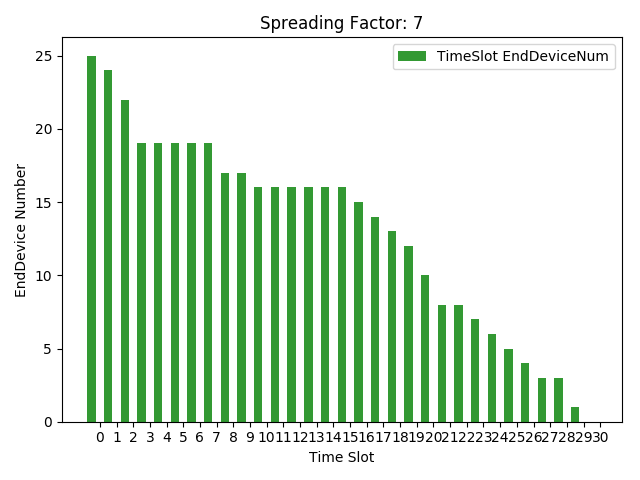 Spreading Factor: 7
TimeSlot EndDeviceNum
EndDevice Number
25
20
15
10
5
0
0 1 2 3 4 5 6 7 8 9 10 11 12 13 14 15 16 17 18 19 20 21 22 23 24 25 26 27 28 29 30
Time Slot